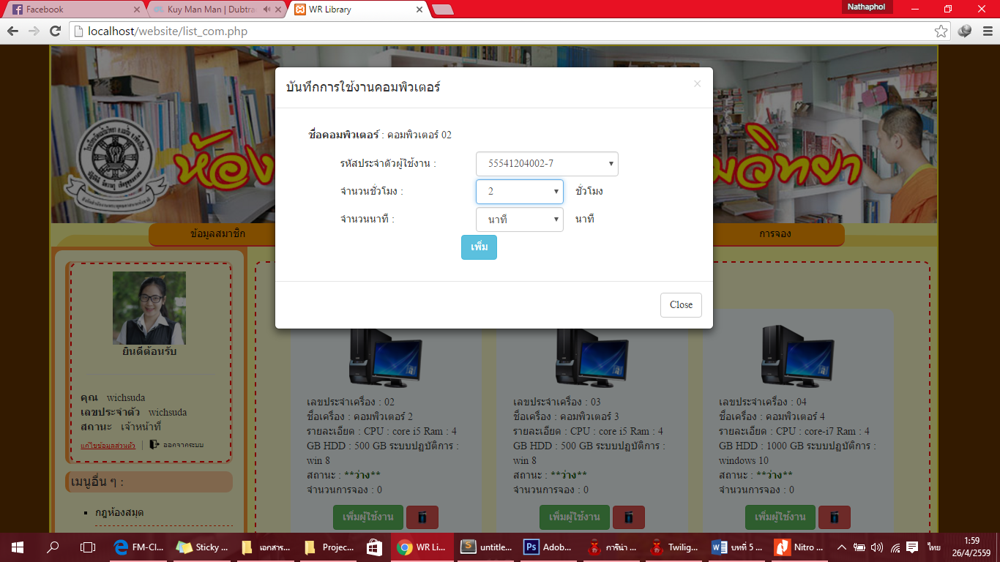 Facebook
Kuy Man Man | Dubtra
WR Library
Nathaphol
localhost/website/list_com.php
บันทึกการใช้งานคอมพิวเตอร์
×
ชื่อคอมพิวเตอร์ : คอมพิวเตอร์ 02
รหัสประจำตัวผู้ใช้งาน : 55541204002-7
จำนวนชั่วโมง : 2 ชั่วโมง
จำนวนนาที : นาที นาที
เพิ่ม
Close
ห้อง
มวิทยา
ข้อมูลสมาชิก
การจอง
ยินดีต้อนรับ
คุณ wichsuda
เลขประจำตัว wichsuda
สถานะ เจ้าหน้าที่
แก้ไขข้อมูลส่วนตัว | ออกจากระบบ
เมนูอื่น ๆ :
กฎห้องสมุด
เลขประจำเครื่อง : 02
ชื่อเครื่อง : คอมพิวเตอร์ 2
รายละเอียด : CPU : core i5 Ram : 4
GB HDD : 500 GB ระบบปฏิบัติการ :
win 8
สถานะ : **ว่าง**
จำนวนการจอง : 0
เพิ่มผู้ใช้งาน
เลขประจำเครื่อง : 03
ชื่อเครื่อง : คอมพิวเตอร์ 3
รายละเอียด : CPU : core i5 Ram : 4
GB HDD : 500 GB ระบบปฏิบัติการ :
win 8
สถานะ : **ว่าง**
จำนวนการจอง : 0
เพิ่มผู้ใช้งาน
เลขประจำเครื่อง : 04
ชื่อเครื่อง : คอมพิวเตอร์ 4
รายละเอียด : CPU : core-i7 Ram : 4
GB HDD : 1000 GB ระบบปฏิบัติการ :
windows 10
สถานะ : **ว่าง**
จำนวนการจอง : 0
เพิ่มผู้ใช้งาน
FM-Cl...
Sticky ...
เอกสาร...
Projec...
WR Li...
untitle...
Adob...
การีน่า ...
Twilig...
บทที่ 5 ...
Nitro ...
ไทย
1:59
26/4/2559